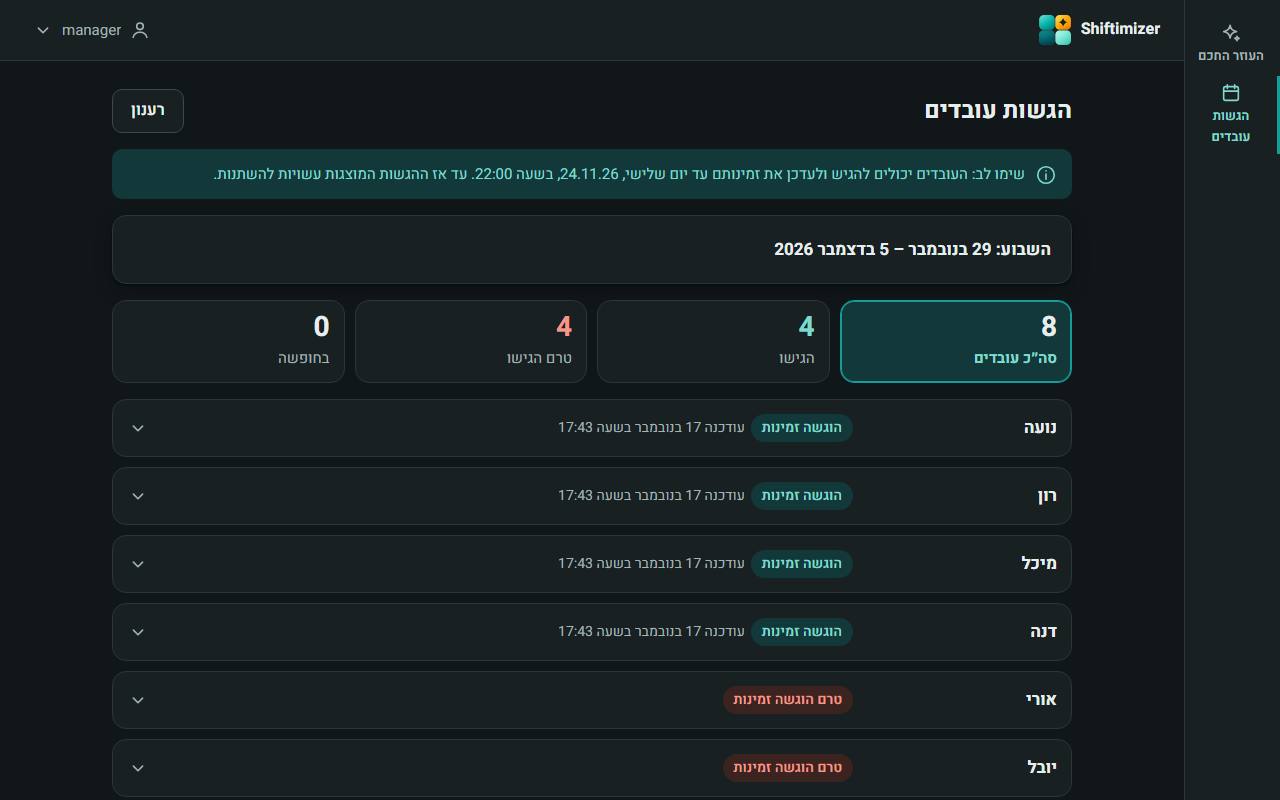 Shiftimizer
manager
העוזר החכם
הגשות
עובדים
הגשות עובדים
רענון
שימו לב: העובדים יכולים להגיש ולעדכן את זמינותם עד יום שלישי, 24.11.26, בשעה 22:00. עד אז ההגשות המוצגות עשויות להשתנות.
השבוע: 29 בנובמבר – 5 בדצמבר 2026
8
סה״כ עובדים
4
הגישו
4
טרם הגישו
0
בחופשה
נועה הוגשה זמינות עודכנה 17 בנובמבר בשעה 17:43
רון הוגשה זמינות עודכנה 17 בנובמבר בשעה 17:43
מיכל הוגשה זמינות עודכנה 17 בנובמבר בשעה 17:43
דנה הוגשה זמינות עודכנה 17 בנובמבר בשעה 17:43
אורי טרם הוגשה זמינות
יובל טרם הוגשה זמינות